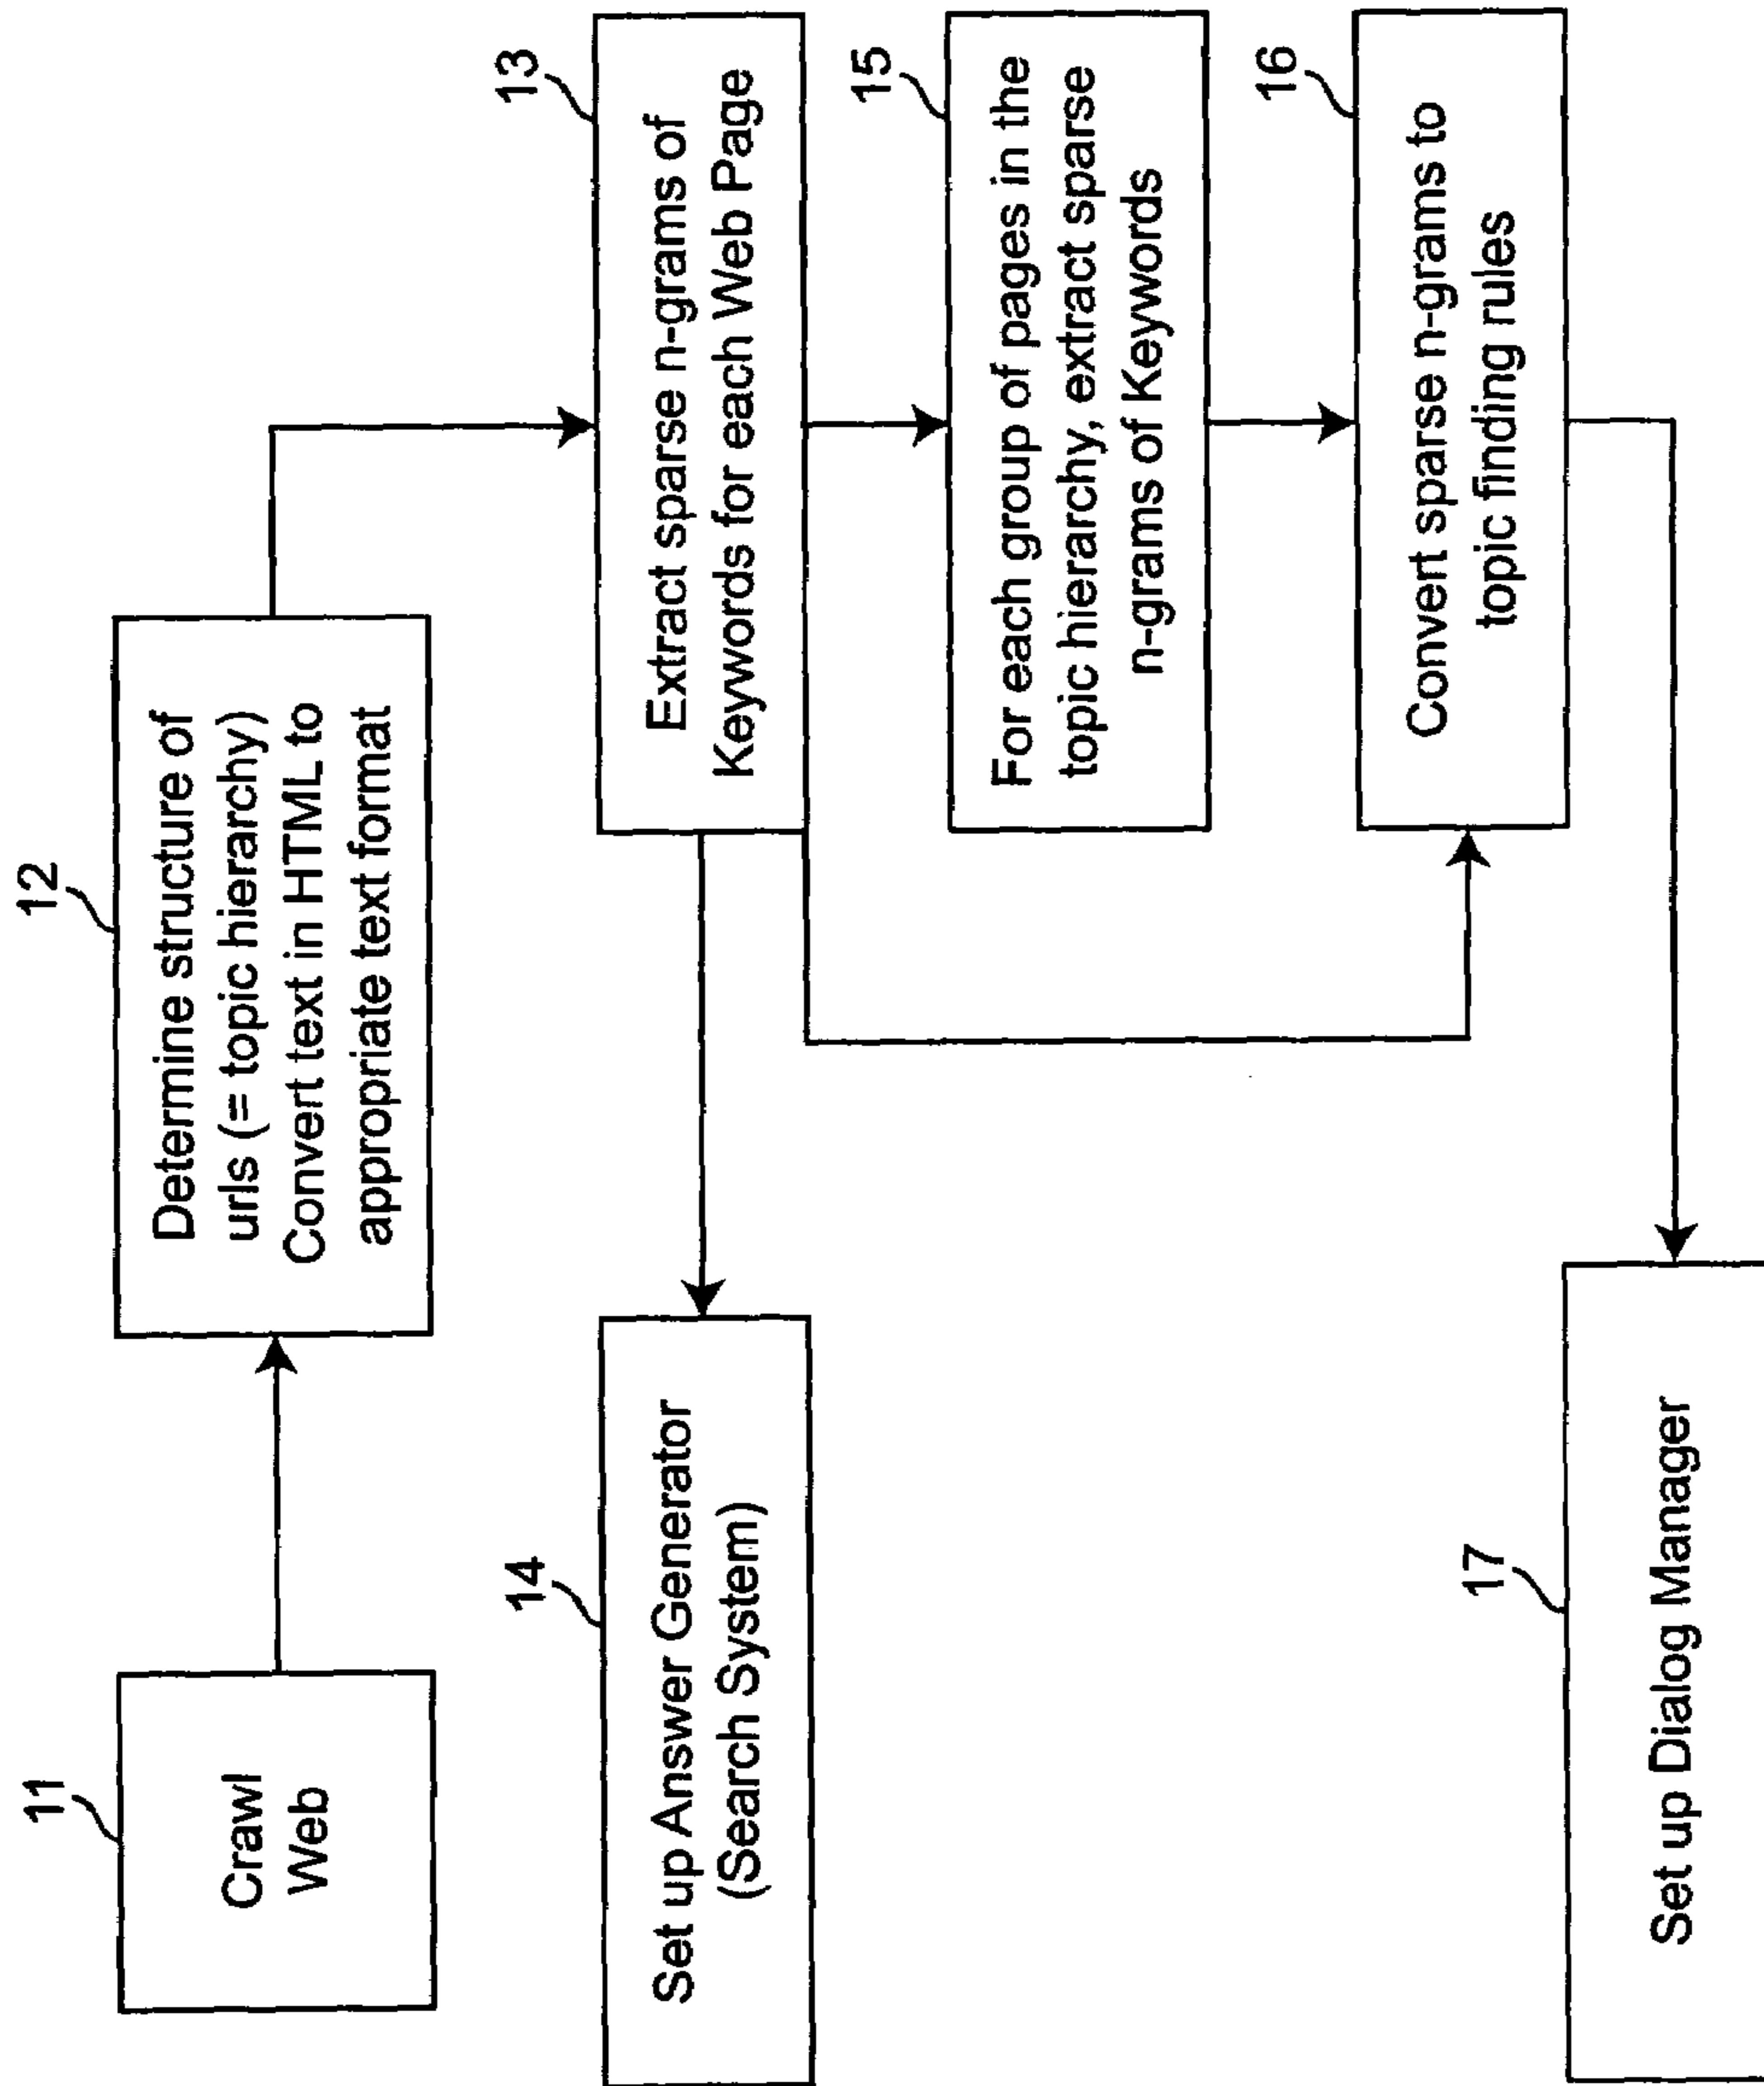 11
Crawl
Web
12
Determine structure of
urls (= topic hierarchy)
Convert text in HTML to
appropriate text format
13
Extract sparse n-grams of
Keywords for each Web Page
14
Set up Answer Generator
(Search System)
15
For each group of pages in the
topic hierarchy, extract sparse
n-grams of Keywords
16
Convert sparse n-grams to
topic finding rules
17
Set up Dialog Manager